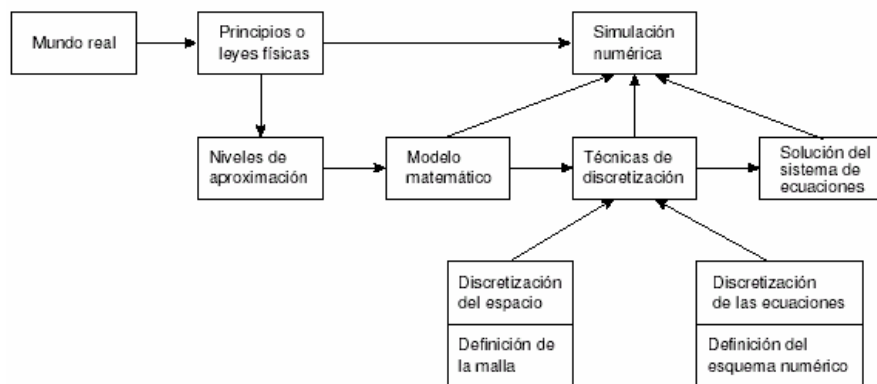 Mundo real
Principios o
leyes físicas
Simulación
numérica
Niveles de
aproximación
Modelo
matemático
Técnicas de
discretización
Solución del
sistema de
ecuaciones
Discretización
del espacio
Definición de
la malla
Discretización
de las ecuaciones
Definición del
esquema numérico